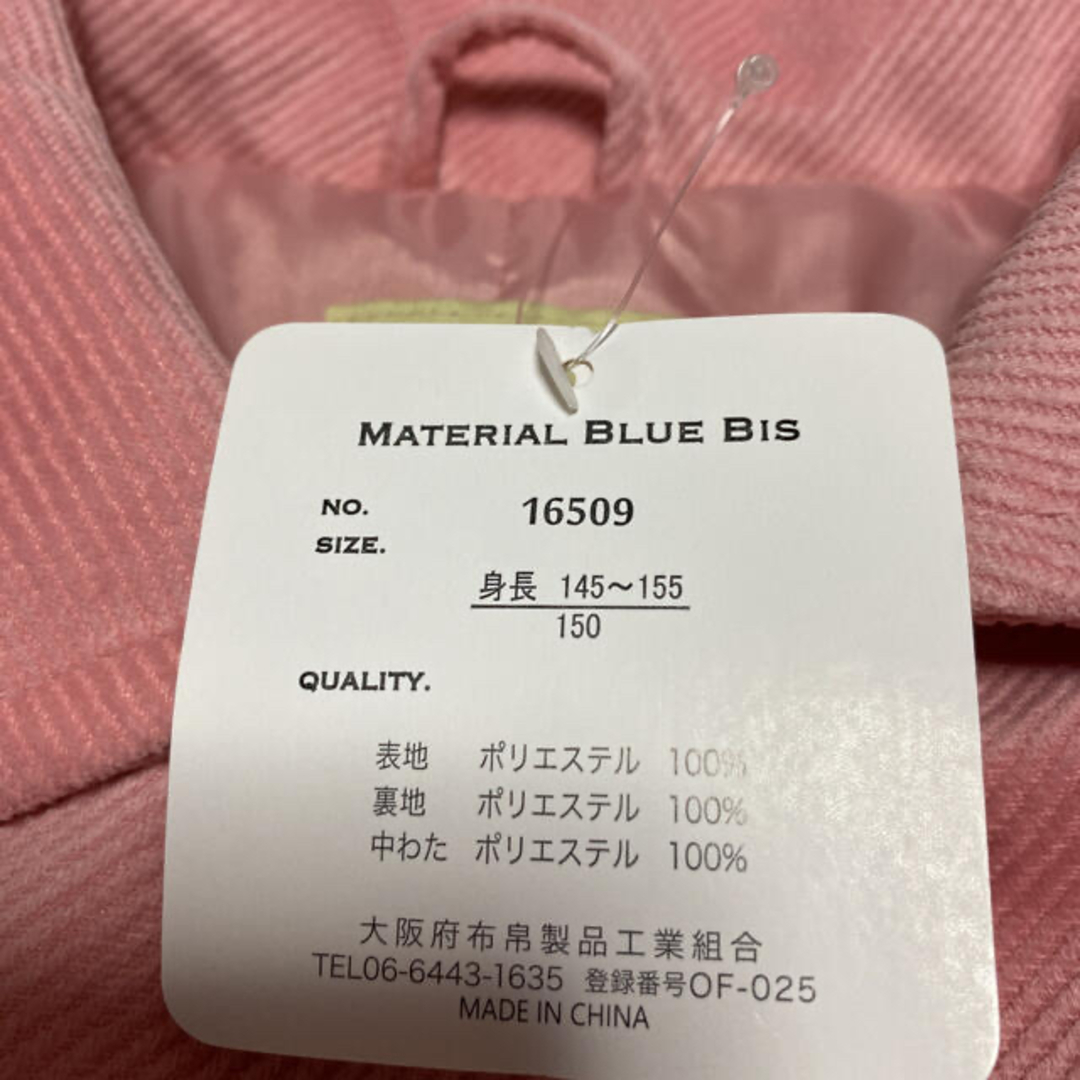 MATERIAL BLUE BIS
NO. 16509
SIZE.
身長 145～155
150
QUALITY.
表地 ポリエステル 100%
裏地 ポリエステル 100%
中わた ポリエステル 100%
大阪府布帛製品工業組合
TEL06-6443-1635 登録番号OF-025
MADE IN CHINA